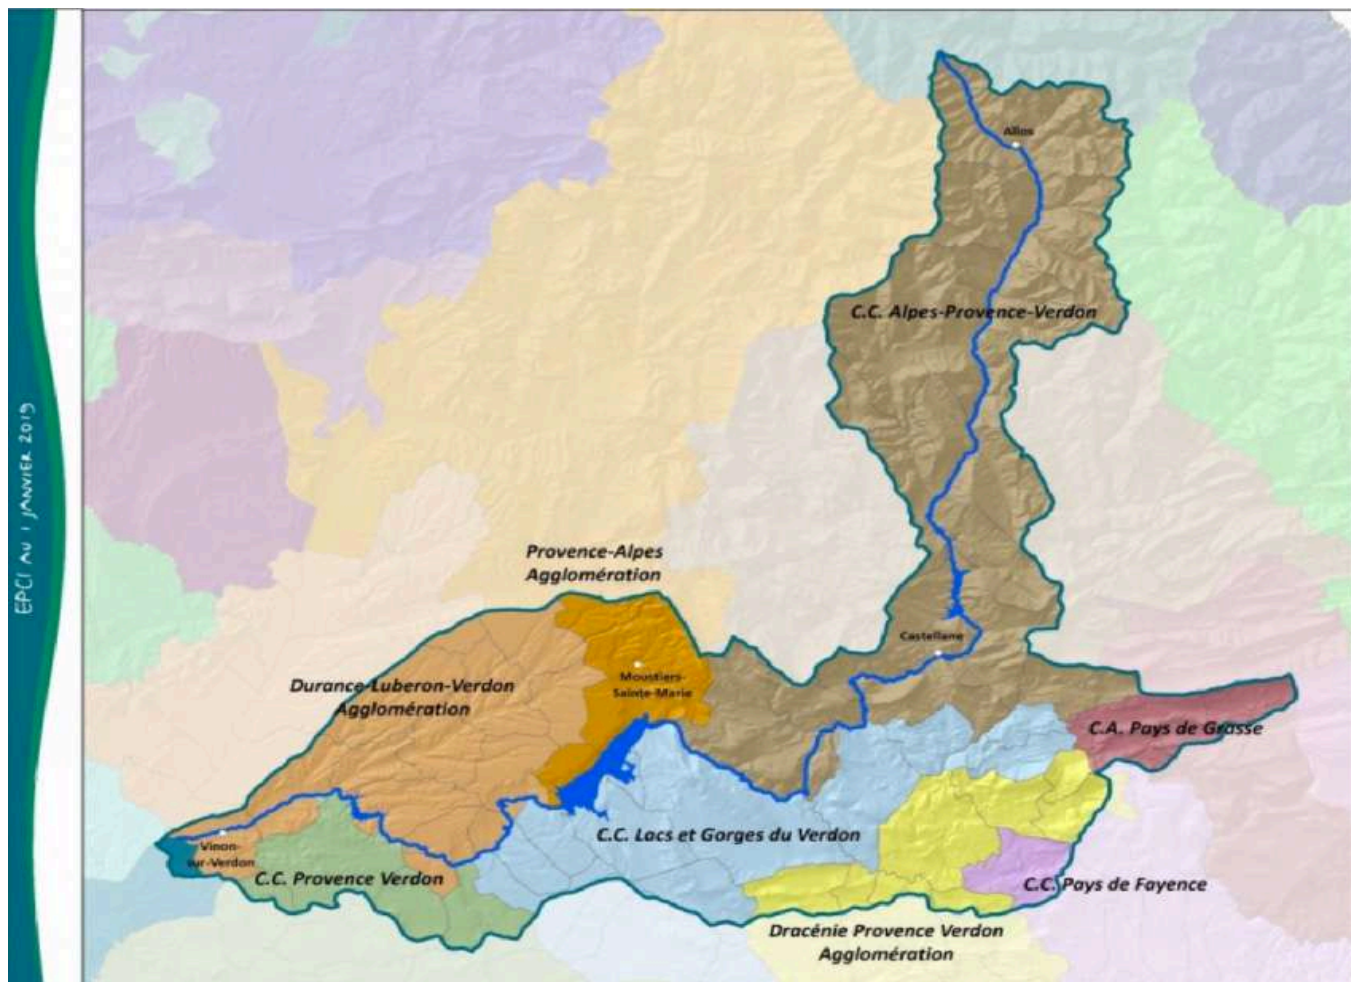 EPCI AU 1 JANVIER 2019
Allos
C.C. Alpes-Provence-Verdon
Provence-Alpes
Agglomération
Castellane
Moustiers-
Sainte-Marie
Durance-Luberon-Verdon
Agglomération
C.A. Pays de Grasse
Vinon-
sur-Verdon
C.C. Lacs et Gorges du Verdon
C.C. Provence Verdon
C.C. Pays de Fayence
Dracénie Provence Verdon
Agglomération